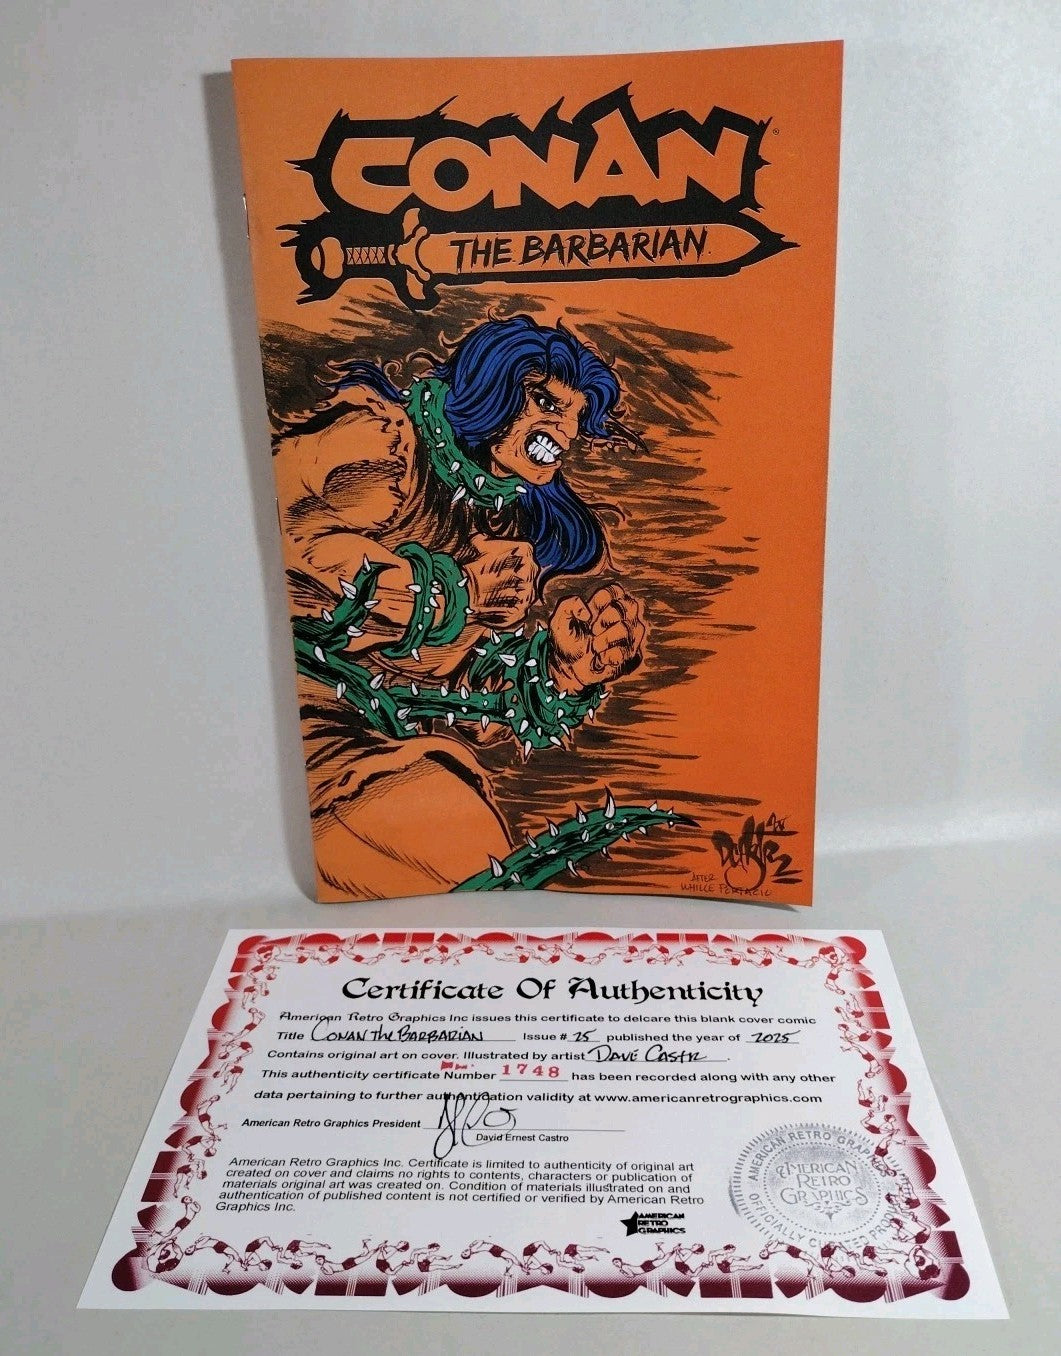 CONAN
®
THE BARBARIAN
AFTER
WHILCE PORTACIO
Certificate Of Authenticity
American Retro Graphics Inc issues this certificate to delcare this blank cover comic
Title CONAN THE BARBARIAN Issue # 25 published the year of 2025
Contains original art on cover. Illustrated by artist DAVE CASTR .
This authenticity certificate Number 1748 has been recorded along with any other
data pertaining to further authentication validity at www.americanretrographics.com
American Retro Graphics President
David Ernest Castro
American Retro Graphics Inc. Certificate is limited to authenticity of original art
created on cover and claims no rights to contents, characters or publication of
materials original art was created on. Condition of materials illustrated on and
authentication of published content is not certified or verified by American Retro
Graphics Inc.
AMERICAN
RETRO
GRAPHICS
AMERICAN RETRO GRAPHICS
AMERICAN
RETRO
GRAPHICS
OFFICIALLY